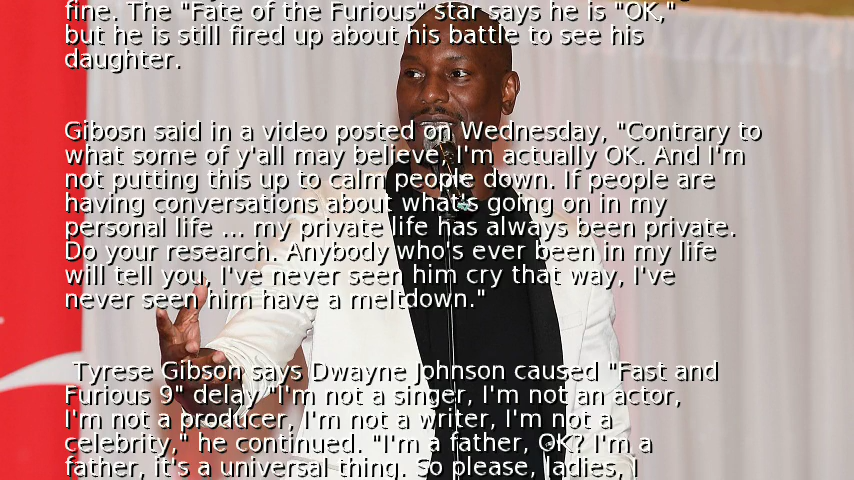 fine. The "Fate of the Furious" star says he is "OK,"
but he is still fired up about his battle to see his
daughter.
Gibosn said in a video posted on Wednesday, "Contrary to
what some of y'all may believe, I'm actually OK. And I'm
not putting this up to calm people down. If people are
having conversations about what's going on in my
personal life ... my private life has always been private.
Do your research. Anybody who's ever been in my life
will tell you, I've never seen him cry that way, I've
never seen him have a meltdown."
Tyrese Gibson says Dwayne Johnson caused "Fast and
Furious 9" delay "I'm not a singer, I'm not an actor,
I'm not a producer, I'm not a writer, I'm not a
celebrity," he continued. "I'm a father, OK? I'm a
father, it's a universal thing. So please, ladies, I